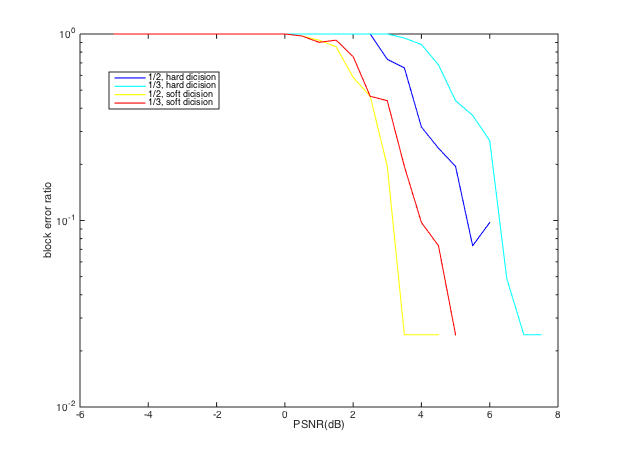 10^0
1/2, hard dicision
1/3, hard dicision
1/2, soft dicision
1/3, soft dicision
block error ratio
10^-1
10^-2
-6 -4 -2 0 2 4 6 8
PSNR(dB)